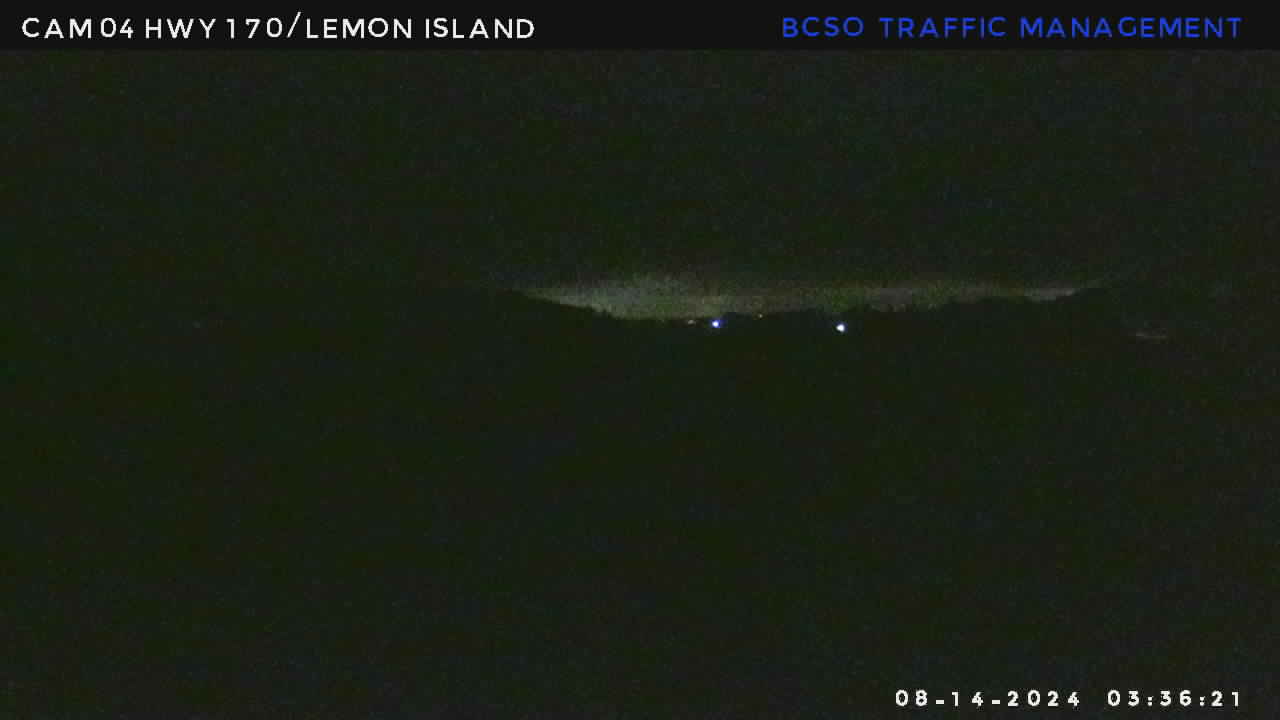 CAM04 HWY 170/LEMON ISLAND
BCSO TRAFFIC MANAGEMENT
08-14-2024 03:36:21